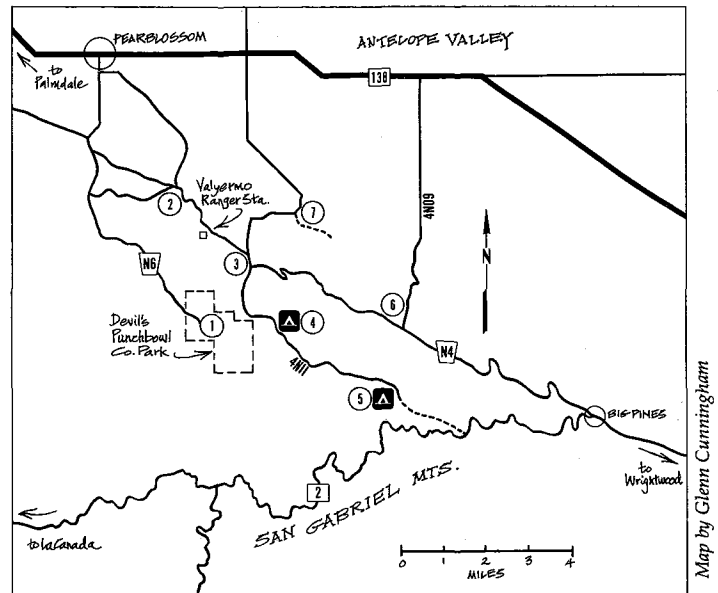 PEARBLOSSOM
ANTELOPE VALLEY
to
Palmdale
138
Valyermo
Ranger Sta.
2
7
4N09
N
3
N6
6
Devil's
Punchbowl
Co. Park
1
4
4N11
N4
5
BIG PINES
to
Wrightwood
2
SAN GABRIEL MTS.
to LaCanada
0 1 2 3 4
MILES
Map by Glenn Cunningham